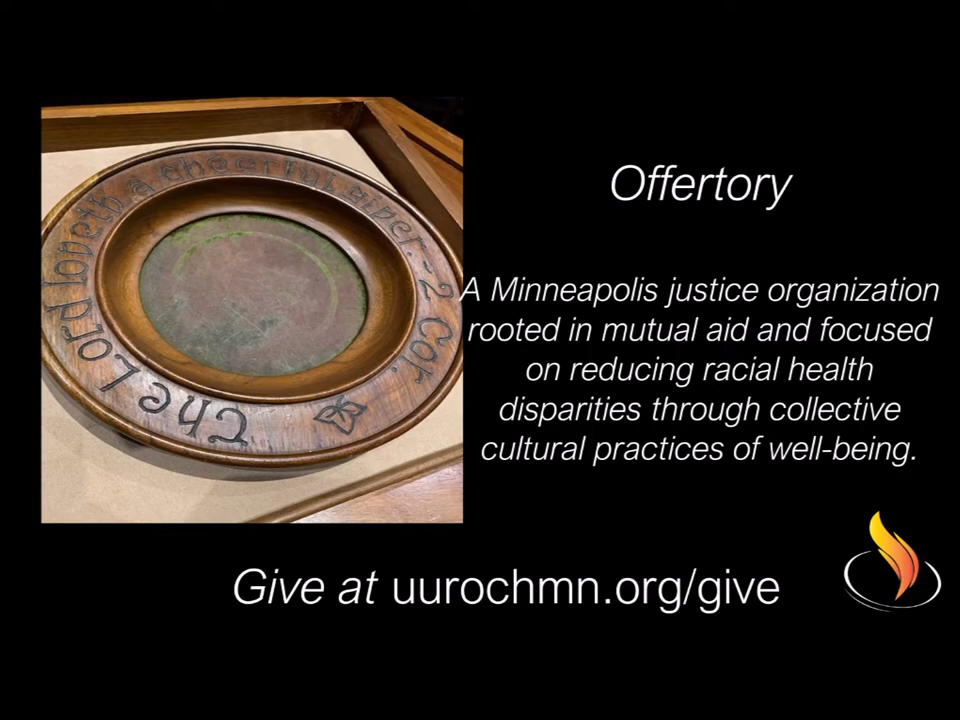 The Lord loveth a cheerful giver.-2 Cor.
Offertory
A Minneapolis justice organization
rooted in mutual aid and focused
on reducing racial health
disparities through collective
cultural practices of well-being.
Give at uurochmn.org/give